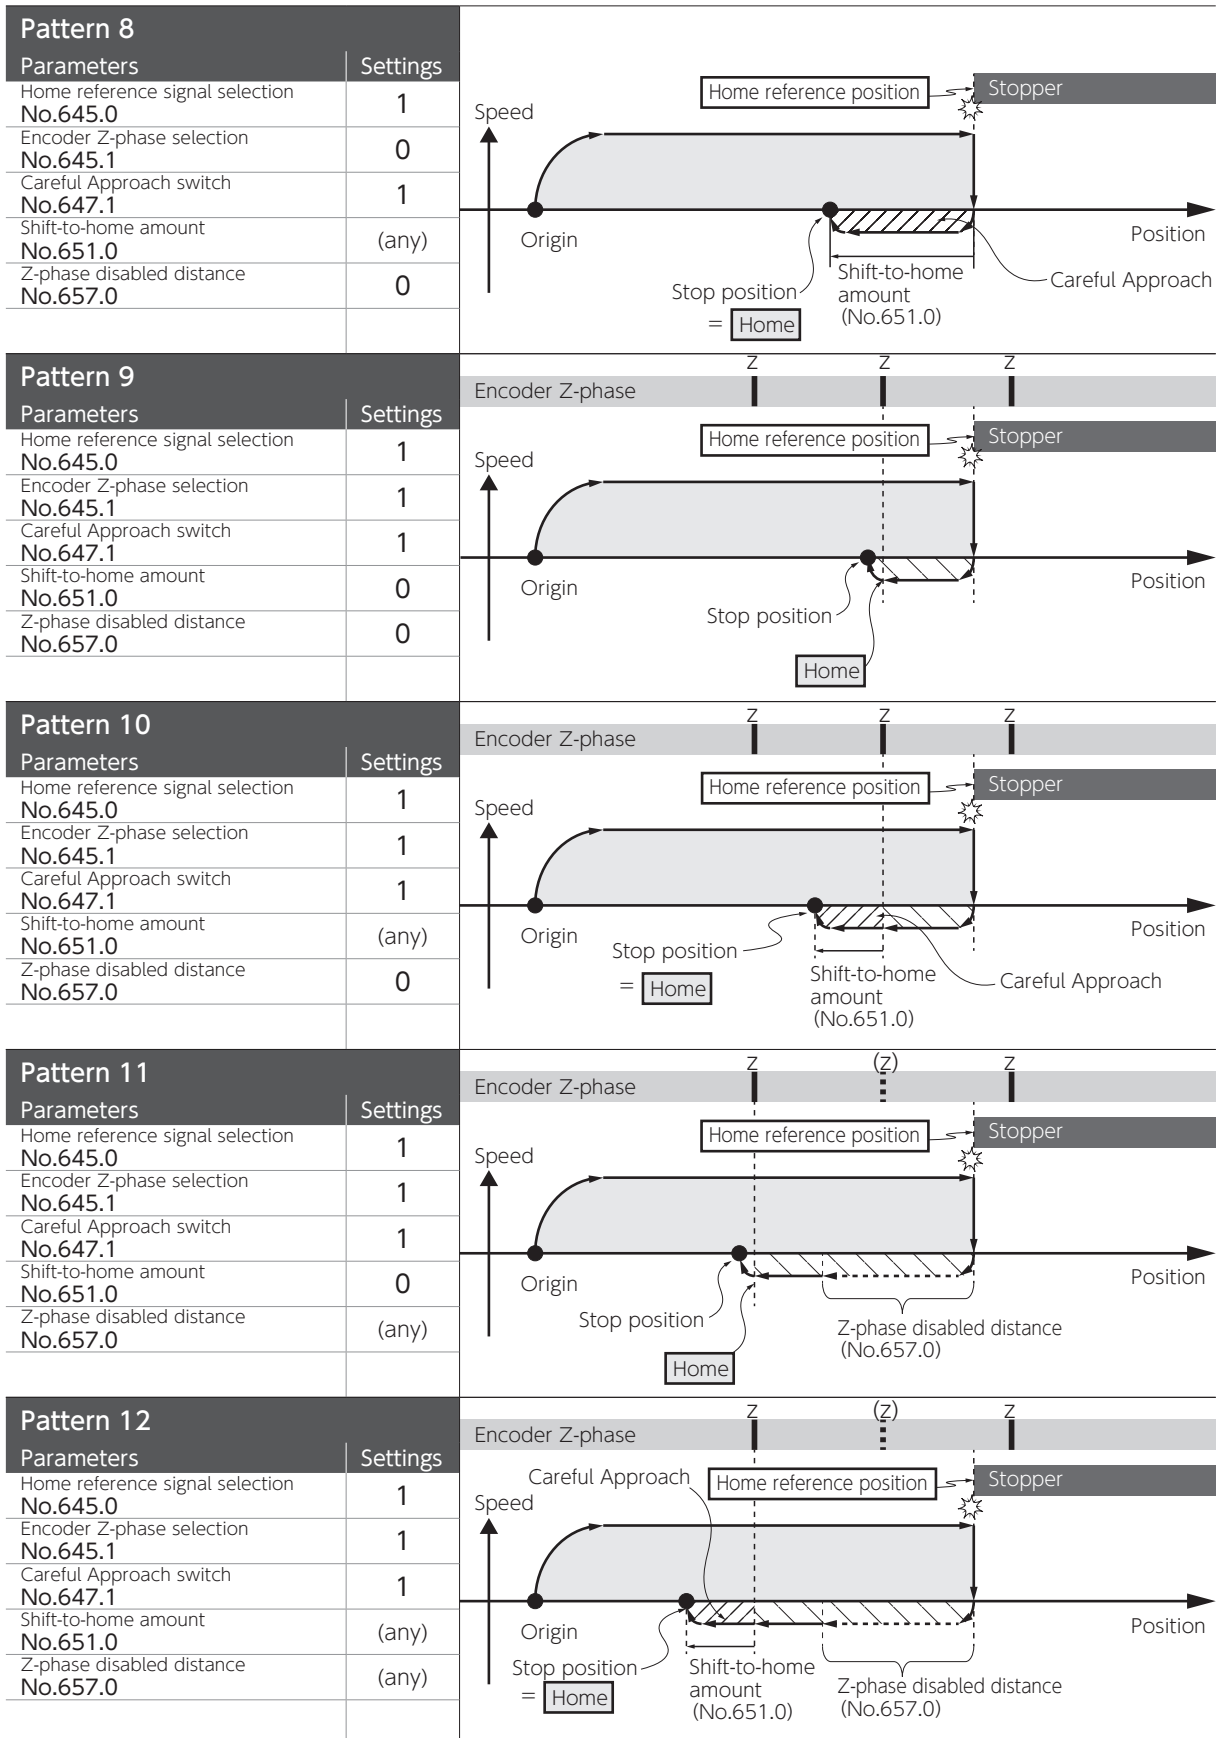 Pattern 8
Parameters Settings
Home reference signal selection
No.645.0 1
Encoder Z-phase selection
No.645.1 0
Careful Approach switch
No.647.1 1
Shift-to-home amount
No.651.0 (any)
Z-phase disabled distance
No.657.0 0
Home reference position
Stopper
Speed
Origin
Position
Shift-to-home
amount
(No.651.0)
Careful Approach
Stop position
= Home
Pattern 9
Parameters Settings
Home reference signal selection
No.645.0 1
Encoder Z-phase selection
No.645.1 1
Careful Approach switch
No.647.1 1
Shift-to-home amount
No.651.0 0
Z-phase disabled distance
No.657.0 0
Z Z Z
Encoder Z-phase
Home reference position
Stopper
Speed
Origin
Position
Stop position
Home
Pattern 10
Parameters Settings
Home reference signal selection
No.645.0 1
Encoder Z-phase selection
No.645.1 1
Careful Approach switch
No.647.1 1
Shift-to-home amount
No.651.0 (any)
Z-phase disabled distance
No.657.0 0
Z Z Z
Encoder Z-phase
Home reference position
Stopper
Speed
Origin
Position
Stop position
= Home
Shift-to-home
amount
(No.651.0)
Careful Approach
Pattern 11
Parameters Settings
Home reference signal selection
No.645.0 1
Encoder Z-phase selection
No.645.1 1
Careful Approach switch
No.647.1 1
Shift-to-home amount
No.651.0 0
Z-phase disabled distance
No.657.0 (any)
Z (Z) Z
Encoder Z-phase
Home reference position
Stopper
Speed
Origin
Position
Stop position
Home
Z-phase disabled distance
(No.657.0)
Pattern 12
Parameters Settings
Home reference signal selection
No.645.0 1
Encoder Z-phase selection
No.645.1 1
Careful Approach switch
No.647.1 1
Shift-to-home amount
No.651.0 (any)
Z-phase disabled distance
No.657.0 (any)
Z (Z) Z
Encoder Z-phase
Careful Approach
Home reference position
Stopper
Speed
Origin
Position
Stop position
= Home
Shift-to-home
amount
(No.651.0)
Z-phase disabled distance
(No.657.0)